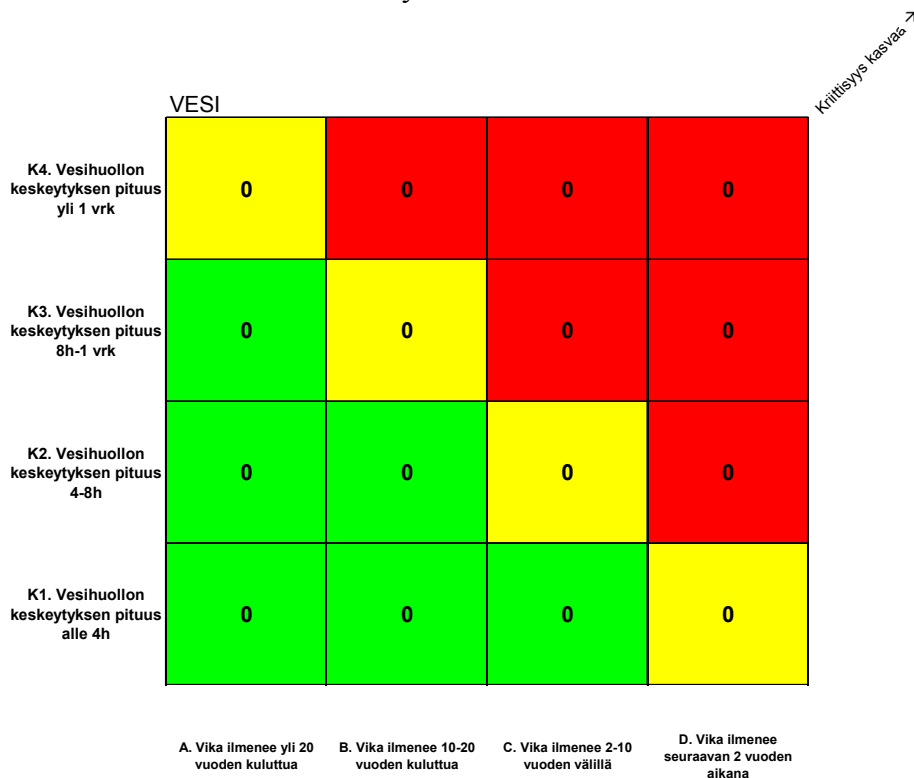 Kriittisyys kasvaa
VESI
K4. Vesihuollon
keskeytyksen pituus
yli 1 vrk
0 0 0 0
K3. Vesihuollon
keskeytyksen pituus
8h-1 vrk
0 0 0 0
K2. Vesihuollon
keskeytyksen pituus
4-8h
0 0 0 0
K1. Vesihuollon
keskeytyksen pituus
alle 4h
0 0 0 0
A. Vika ilmenee yli 20
vuoden kuluttua
B. Vika ilmenee 10-20
vuoden kuluttua
C. Vika ilmenee 2-10
vuoden välillä
D. Vika ilmenee
seuraavan 2 vuoden
aikana